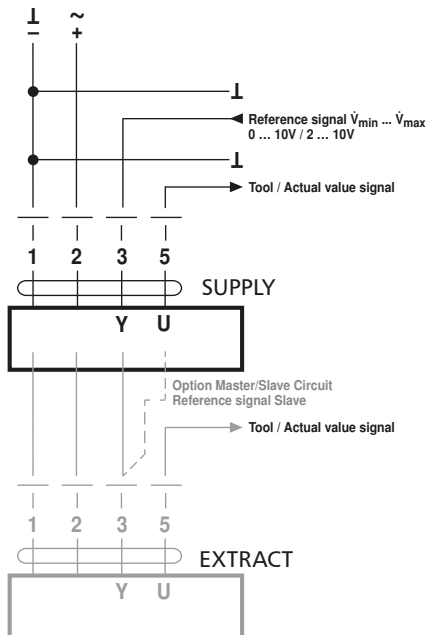 ⊥ ~
– +
⊥
Reference signal V̇min ... V̇max
0 ... 10V / 2 ... 10V
⊥
Tool / Actual value signal
1 2 3 5
SUPPLY
Y U
Option Master/Slave Circuit
Reference signal Slave
Tool / Actual value signal
1 2 3 5
EXTRACT
Y U